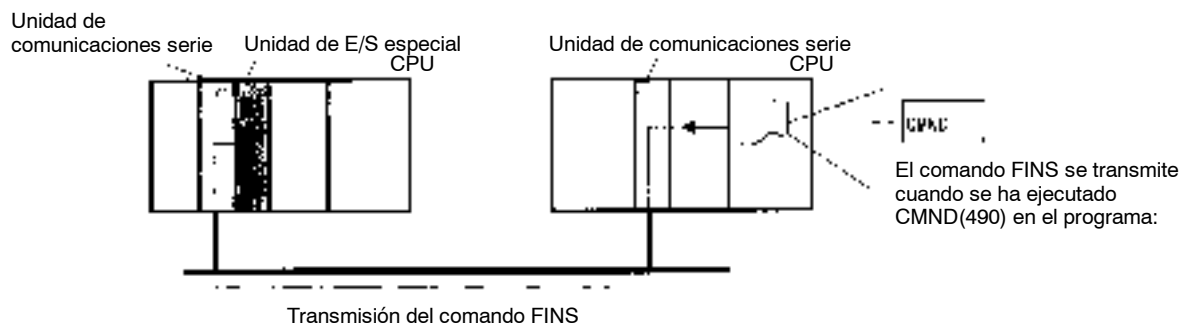 Unidad de
comunicaciones serie
Unidad de E/S especial
CPU
Unidad de comunicaciones serie
CPU
CMND
El comando FINS se transmite
cuando se ha ejecutado
CMND(490) en el programa:
Transmisión del comando FINS